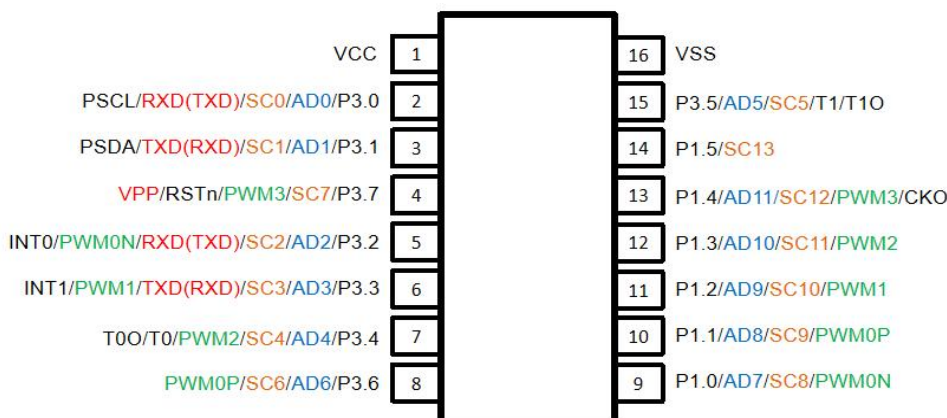 VCC 1 16 VSS
PSCL/RXD(TXD)/SC0/AD0/P3.0 2 15 P3.5/AD5/SC5/T1/T1O
PSDA/TXD(RXD)/SC1/AD1/P3.1 3 14 P1.5/SC13
VPP/RSTn/PWM3/SC7/P3.7 4 13 P1.4/AD11/SC12/PWM3/CKO
INT0/PWM0N/RXD(TXD)/SC2/AD2/P3.2 5 12 P1.3/AD10/SC11/PWM2
INT1/PWM1/TXD(RXD)/SC3/AD3/P3.3 6 11 P1.2/AD9/SC10/PWM1
T0O/T0/PWM2/SC4/AD4/P3.4 7 10 P1.1/AD8/SC9/PWM0P
PWM0P/SC6/AD6/P3.6 8 9 P1.0/AD7/SC8/PWM0N